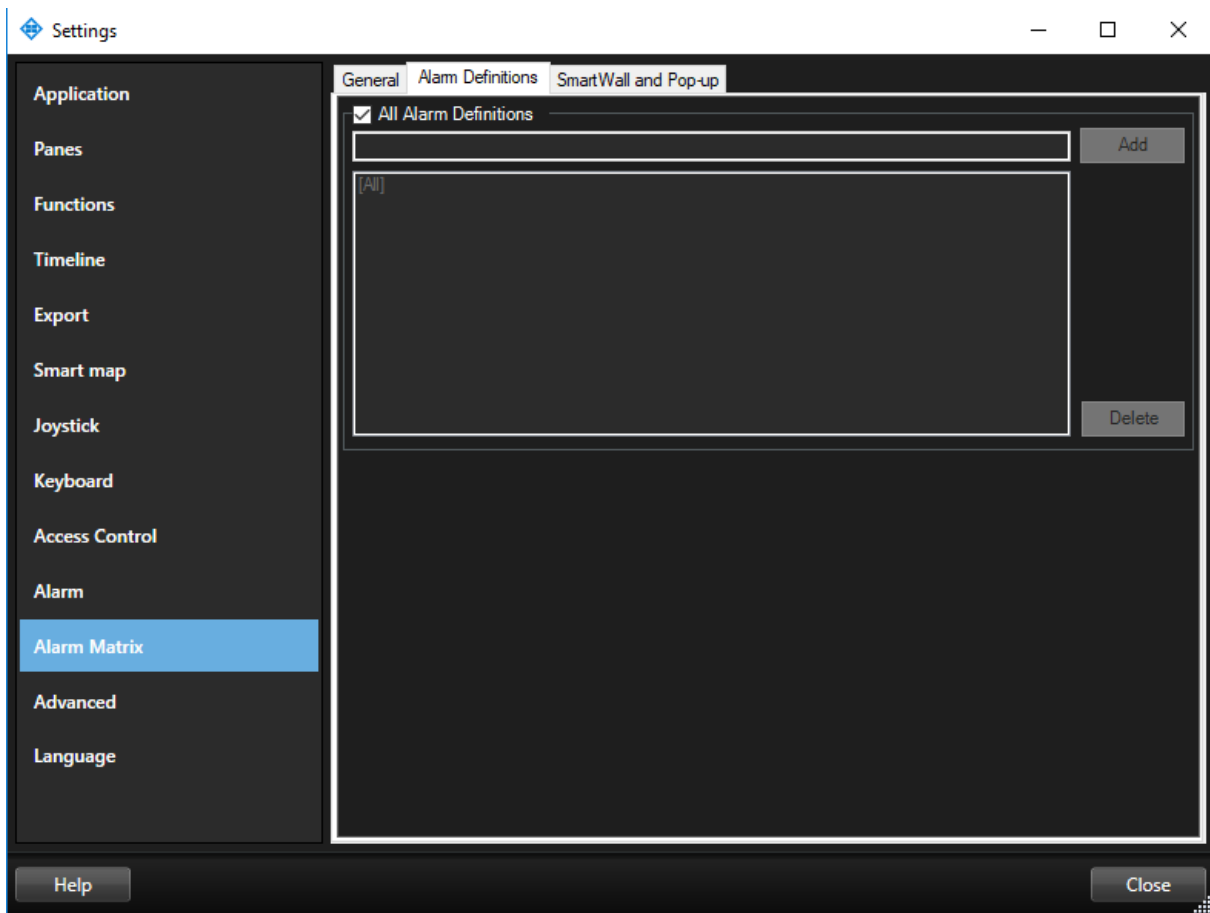 Settings
Application
Panes
Functions
Timeline
Export
Smart map
Joystick
Keyboard
Access Control
Alarm
Alarm Matrix
Advanced
Language
General Alarm Definitions SmartWall and Pop-up
All Alarm Definitions
Add
[All]
Delete
Help Close